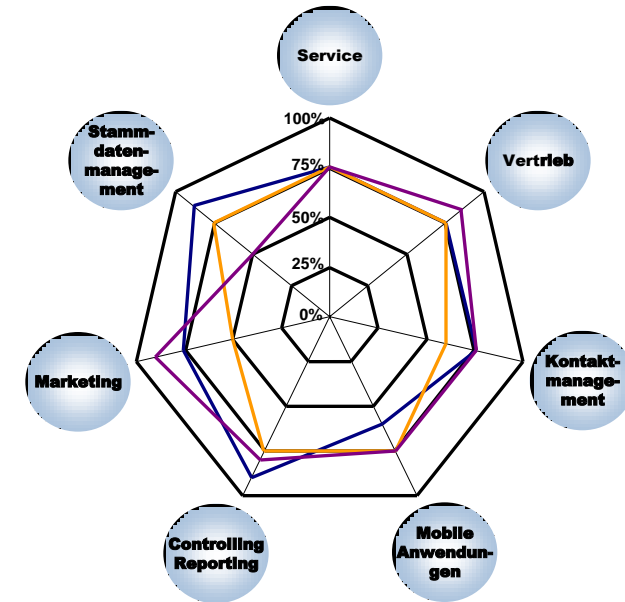 Service
Stamm-
daten-
manage-
ment
Vertrieb
100%
75%
50%
25%
0%
Marketing
Kontakt-
manage-
ment
Controlling
Reporting
Mobile
Anwendun-
gen